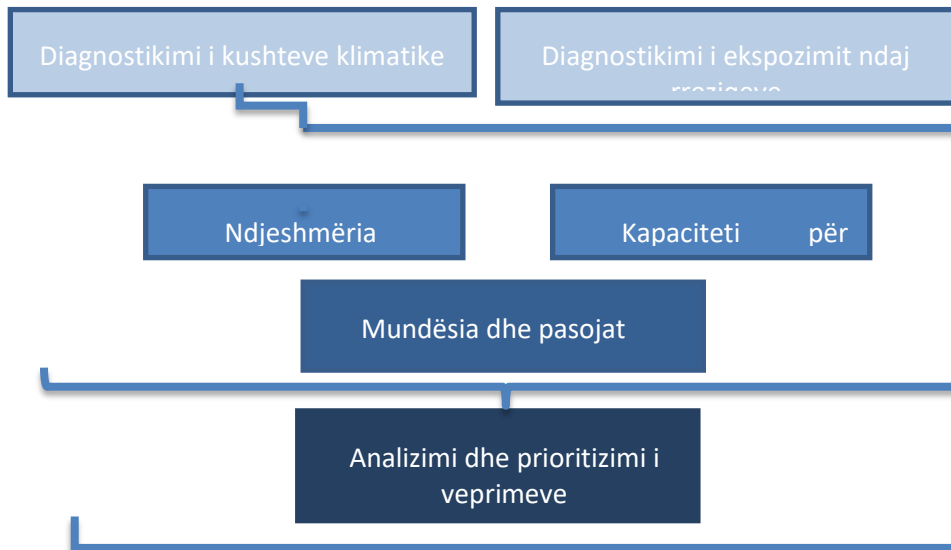 Diagnostikimi i kushteve klimatike
Diagnostikimi i ekspozimit ndaj
Ndjeshmëria
Kapaciteti për
Mundësia dhe pasojat
Analizimi dhe prioritizimi i
veprimeve